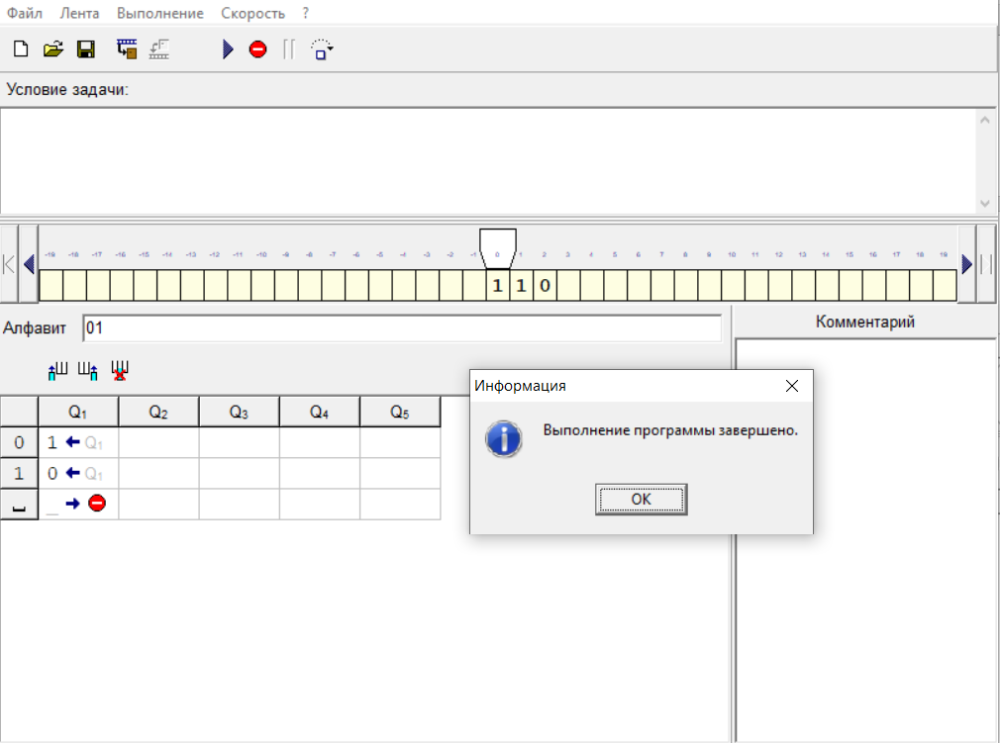 Файл Лента Выполнение Скорость ?
Условие задачи:
-19 -18 -17 -16 -15 -14 -13 -12 -11 -10 -9 -8 -7 -6 -5 -4 -3 -2 -1 0 1 2 3 4 5 6 7 8 9 10 11 12 13 14 15 16 17 18 19
1 1 0
Алфавит 01
Комментарий
Q1 Q2 Q3 Q4 Q5
0 1 ← Q1
1 0 ← Q1
␣ _ →
Информация
Выполнение программы завершено.
OK